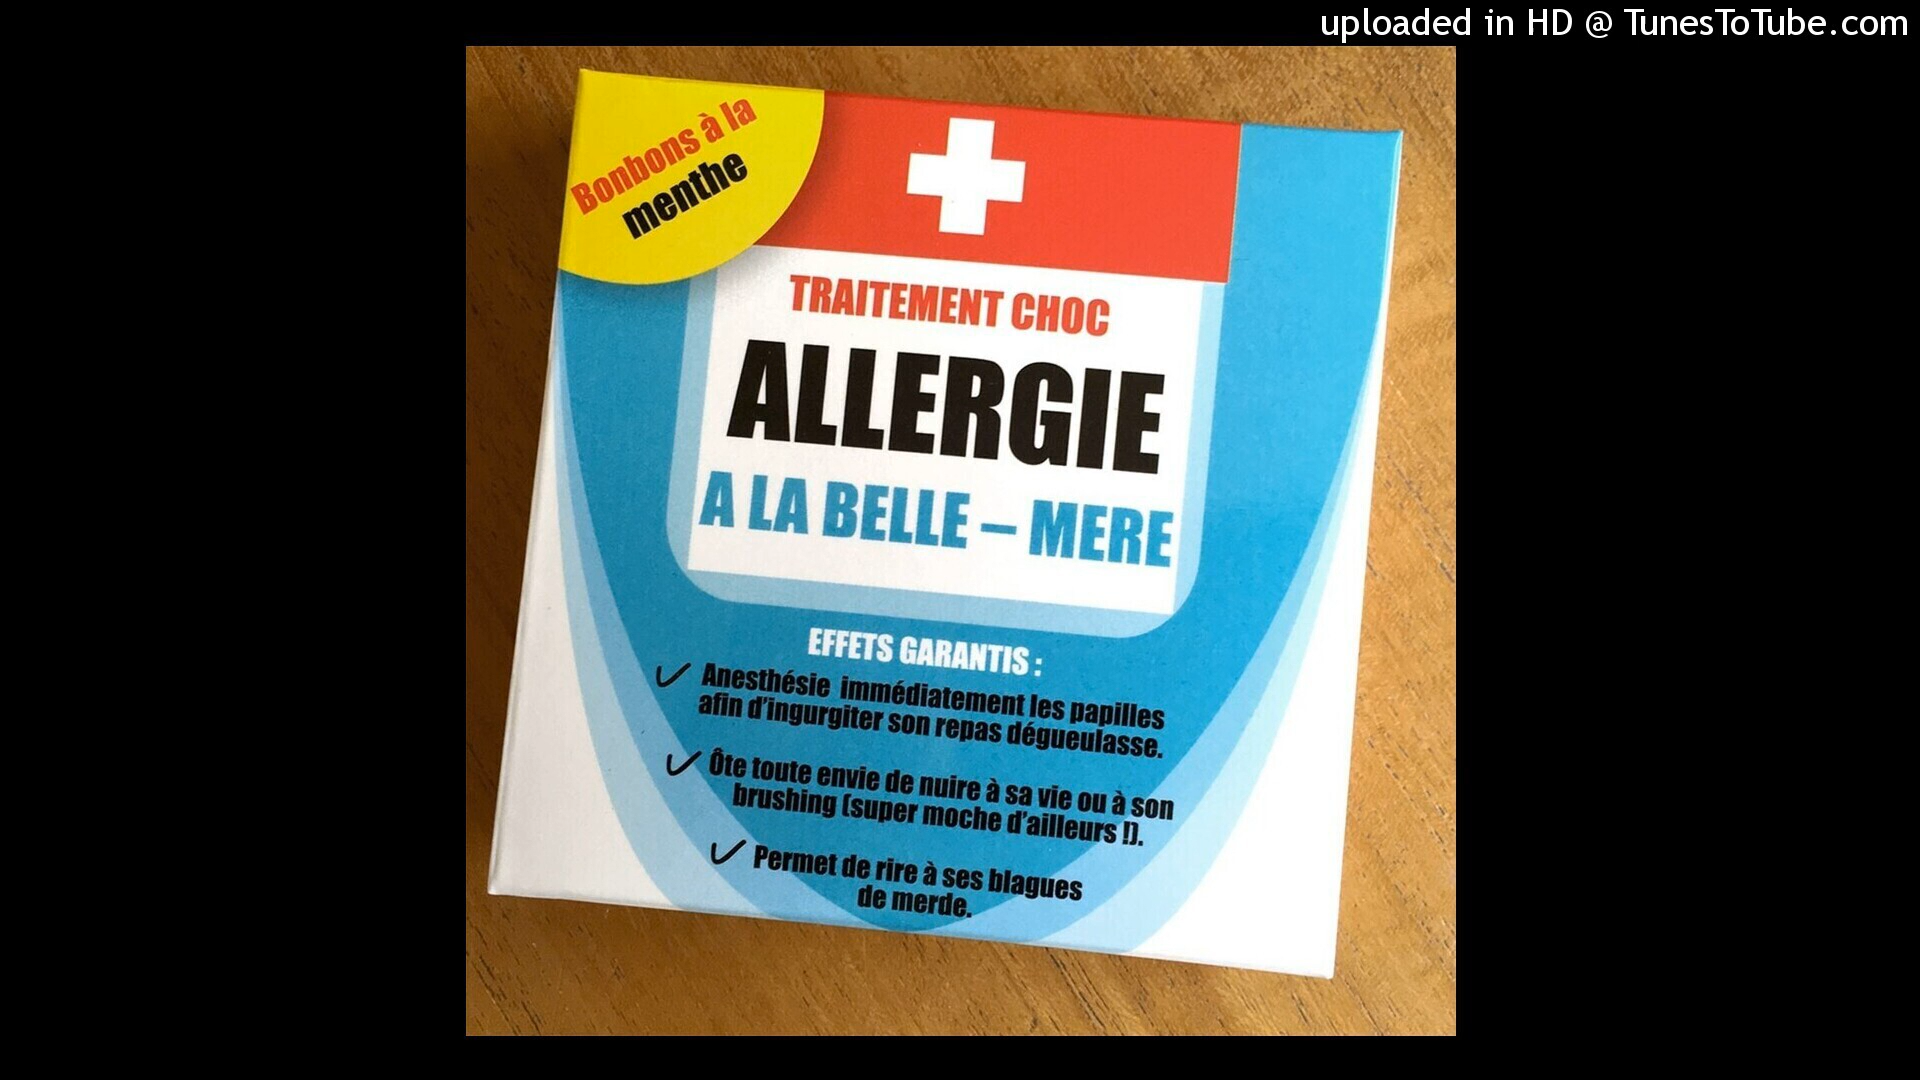 uploaded in HD @ TunesToTube.com
Bonbons à la
menthe
TRAITEMENT CHOC
ALLERGIE
A LA BELLE – MERE
EFFETS GARANTIS :
✓ Anesthésie immédiatement les papilles
afin d'ingurgiter son repas dégueulasse.
✓ Ôte toute envie de nuire à sa vie ou à son
brushing (super moche d'ailleurs !).
✓ Permet de rire à ses blagues
de merde.